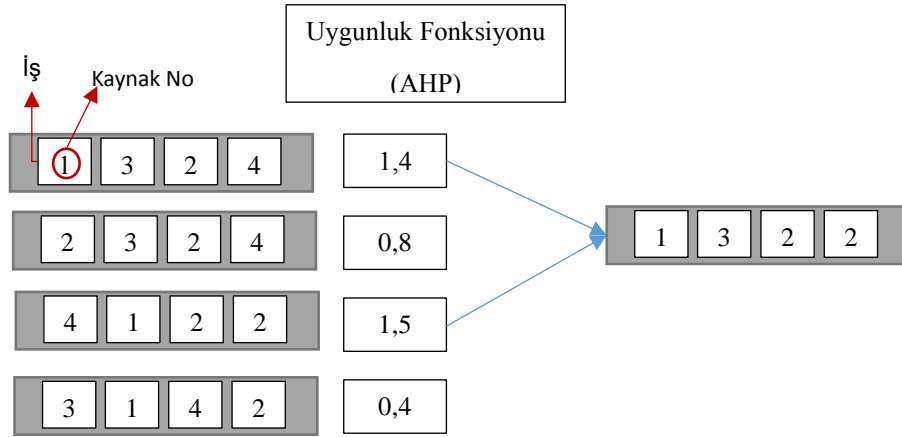 Uygunluk Fonksiyonu
(AHP)
İş
Kaynak No
1 3 2 4
1,4
2 3 2 4
0,8
1 3 2 2
4 1 2 2
1,5
3 1 4 2
0,4